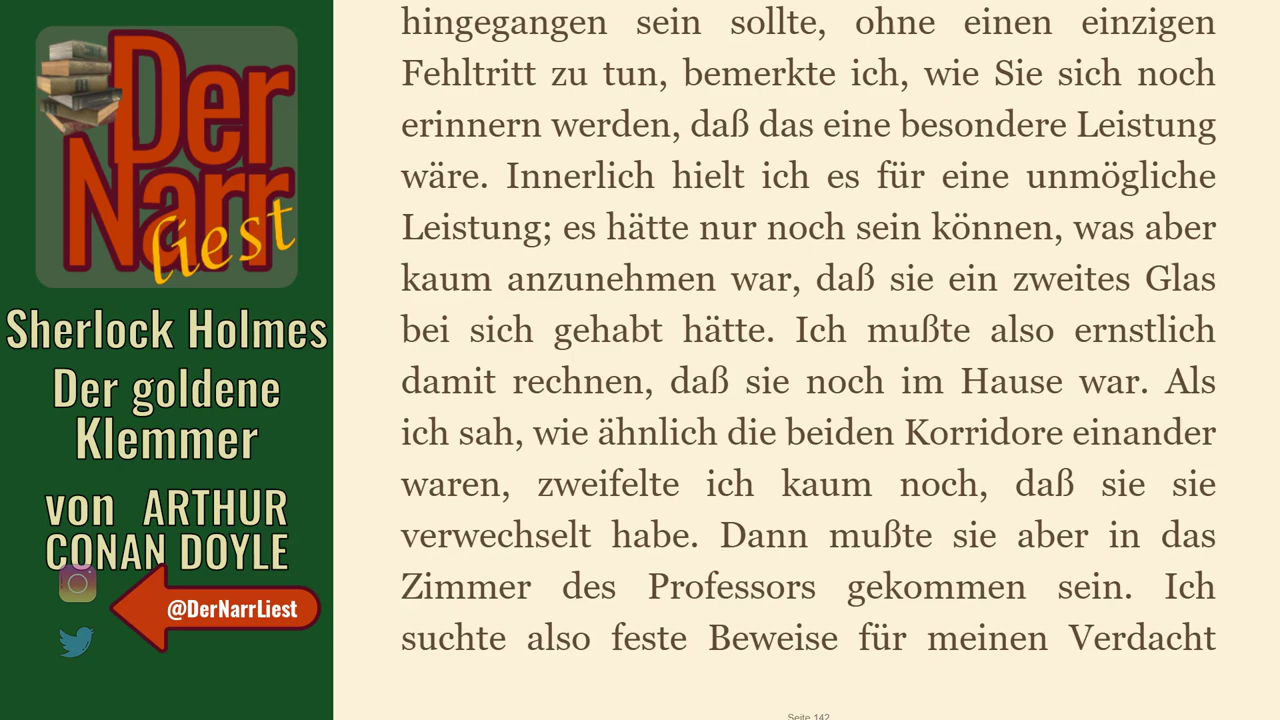 Der
Narr
liest
Sherlock Holmes
Der goldene
Klemmer
von ARTHUR
CONAN DOYLE
@DerNarrLiest
hingegangen sein sollte, ohne einen einzigen
Fehltritt zu tun, bemerkte ich, wie Sie sich noch
erinnern werden, daß das eine besondere Leistung
wäre. Innerlich hielt ich es für eine unmögliche
Leistung; es hätte nur noch sein können, was aber
kaum anzunehmen war, daß sie ein zweites Glas
bei sich gehabt hätte. Ich mußte also ernstlich
damit rechnen, daß sie noch im Hause war. Als
ich sah, wie ähnlich die beiden Korridore einander
waren, zweifelte ich kaum noch, daß sie sie
verwechselt habe. Dann mußte sie aber in das
Zimmer des Professors gekommen sein. Ich
suchte also feste Beweise für meinen Verdacht
Seite 142